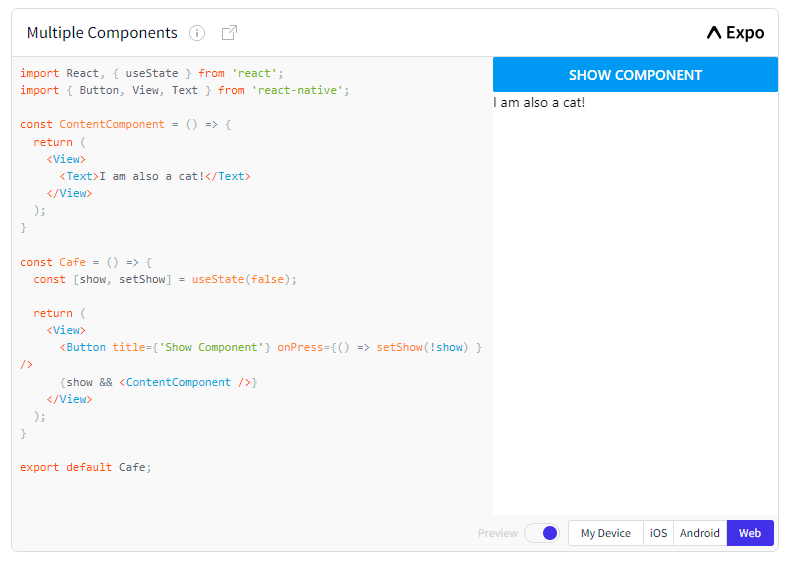 Multiple Components
Expo
import React, { useState } from 'react';
import { Button, View, Text } from 'react-native';
const ContentComponent = () => {
  return (
    <View>
      <Text>I am also a cat!</Text>
    </View>
  );
}
const Cafe = () => {
  const [show, setShow] = useState(false);
  return (
    <View>
      <Button title={'Show Component'} onPress={() => setShow(!show) }
/>
      {show && <ContentComponent />}
    </View>
  );
}
export default Cafe;
SHOW COMPONENT
I am also a cat!
Preview
My Device
iOS
Android
Web